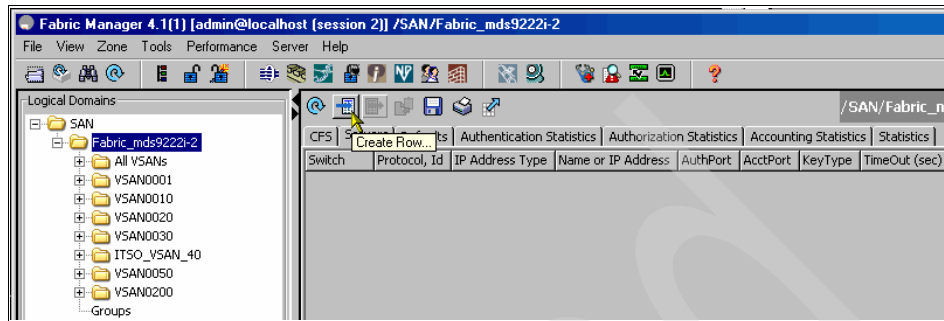 Fabric Manager 4.1(1) [admin@localhost (session 2)] /SAN/Fabric_mds9222i-2
File View Zone Tools Performance Server Help
Logical Domains
/SAN/Fabric_n
SAN
Fabric_mds9222i-2
All VSANs
VSAN0001
VSAN0010
VSAN0020
VSAN0030
ITSO_VSAN_40
VSAN0050
VSAN0200
Groups
CFS Authentication Statistics Authorization Statistics Accounting Statistics Statistics
Create Row...
Switch Protocol, Id IP Address Type Name or IP Address AuthPort AcctPort KeyType TimeOut (sec)